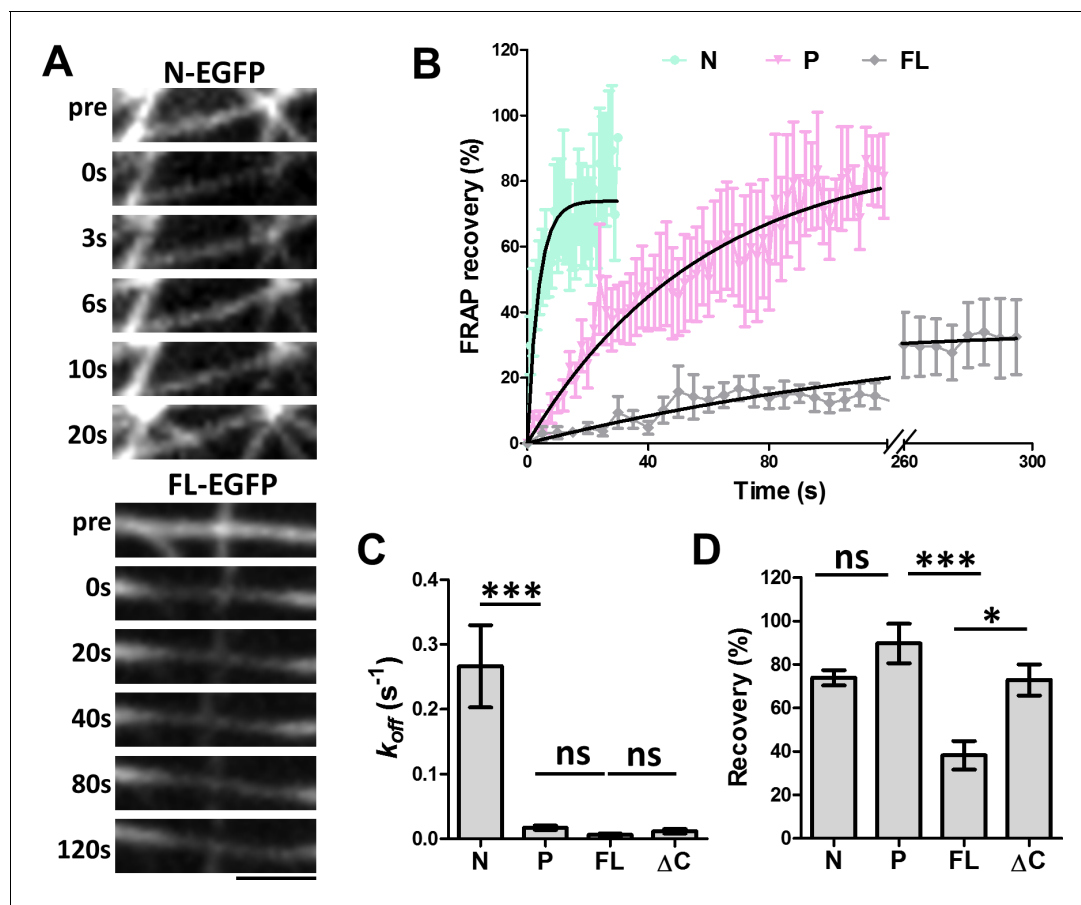 A
N-EGFP
pre
0s
3s
6s
10s
20s
FL-EGFP
pre
0s
20s
40s
80s
120s
B
N P FL
FRAP recovery (%)
120
100
80
60
40
20
0
0 40 80 260 300
Time (s)
C
koff (s-1)
0.4
0.3
0.2
0.1
0.0
***
ns ns
N P FL ΔC
D
Recovery (%)
120
100
80
60
40
20
0
ns ***
*
N P FL ΔC